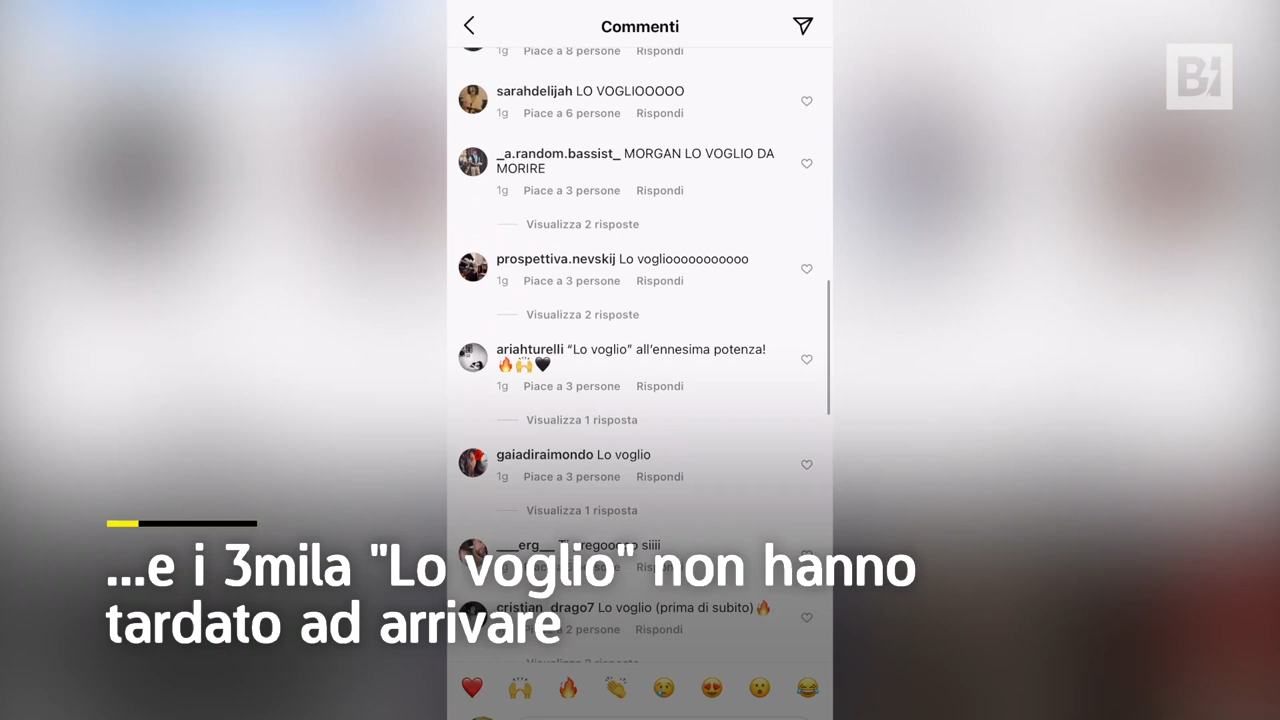 Commenti
1g Piace a 8 persone Rispondi
BI
sarahdelijah LO VOGLIOOOOO
1g Piace a 6 persone Rispondi
_a.random.bassist_ MORGAN LO VOGLIO DA
MORIRE
1g Piace a 3 persone Rispondi
Visualizza 2 risposte
prospettiva.nevskij Lo vogliooooooooooo
1g Piace a 3 persone Rispondi
Visualizza 2 risposte
ariahturelli “Lo voglio” all’ennesima potenza!
🔥🙌🖤
1g Piace a 3 persone Rispondi
Visualizza 1 risposta
gaiadiraimondo Lo voglio
1g Piace a 3 persone Rispondi
Visualizza 1 risposta
siiii
...e i 3mila "Lo voglio" non hanno
tardato ad arrivare
cristjan_drago7 Lo voglio (prima di subito)🔥
2 persone Rispondi